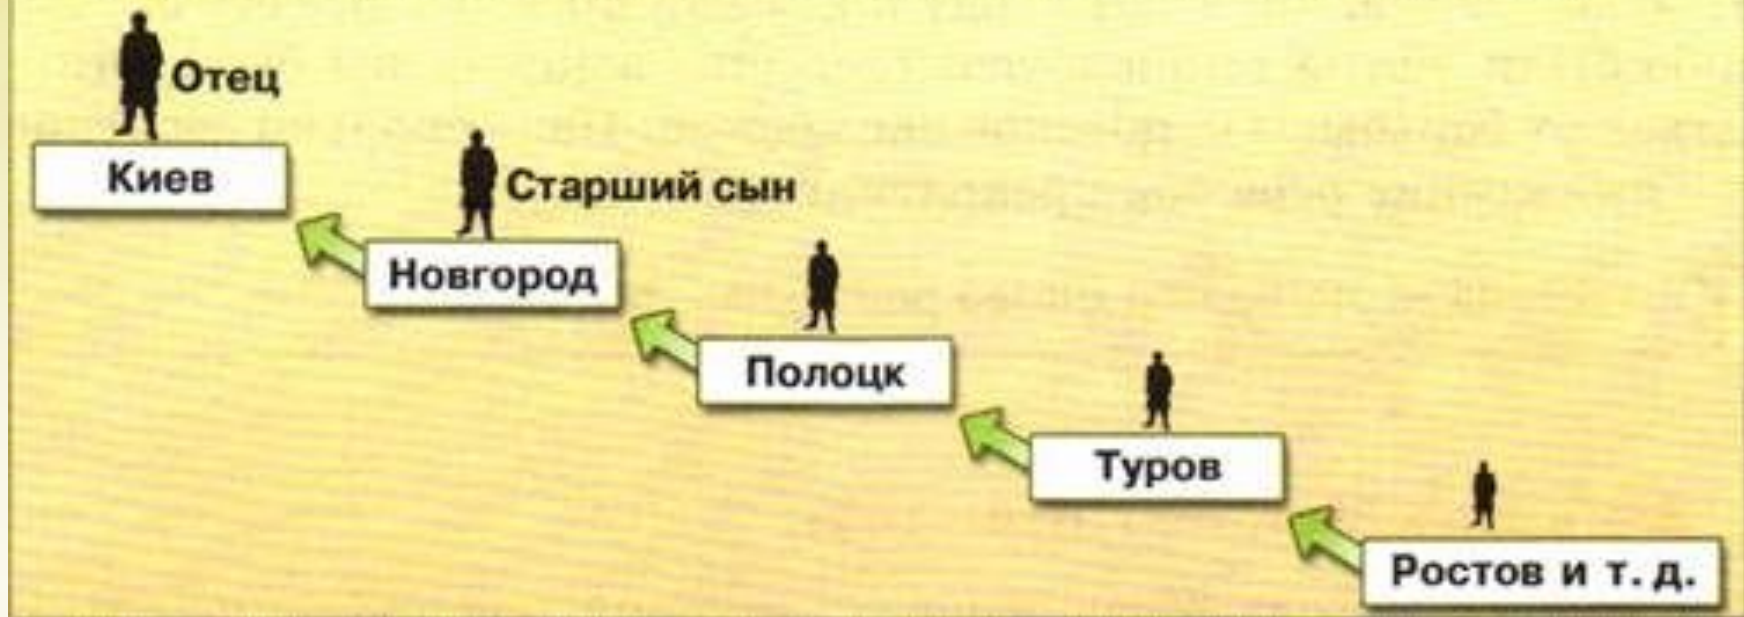 Отец
Киев
Старший сын
Новгород
Полоцк
Туров
Ростов и т. д.